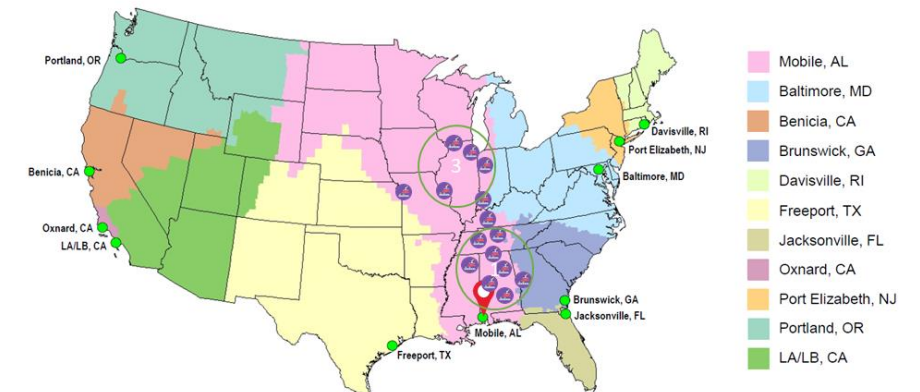 Portland, OR
Benicia, CA
Oxnard, CA
LA/LB, CA
Freeport, TX
Mobile, AL
3
Davisville, RI
Port Elizabeth, NJ
Baltimore, MD
Brunswick, GA
Jacksonville, FL
Mobile, AL
Baltimore, MD
Benicia, CA
Brunswick, GA
Davisville, RI
Freeport, TX
Jacksonville, FL
Oxnard, CA
Port Elizabeth, NJ
Portland, OR
LA/LB, CA